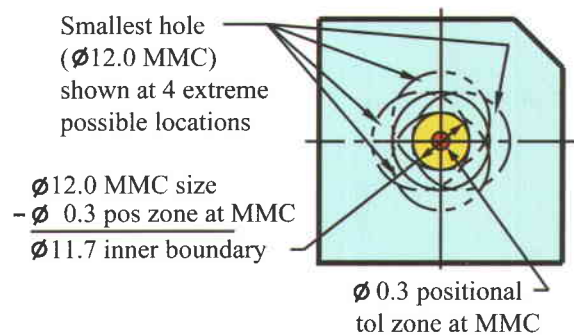 Smallest hole
(Ø12.0 MMC)
shown at 4 extreme
possible locations
Ø12.0 MMC size
- Ø 0.3 pos zone at MMC
Ø11.7 inner boundary
Ø 0.3 positional
tol zone at MMC